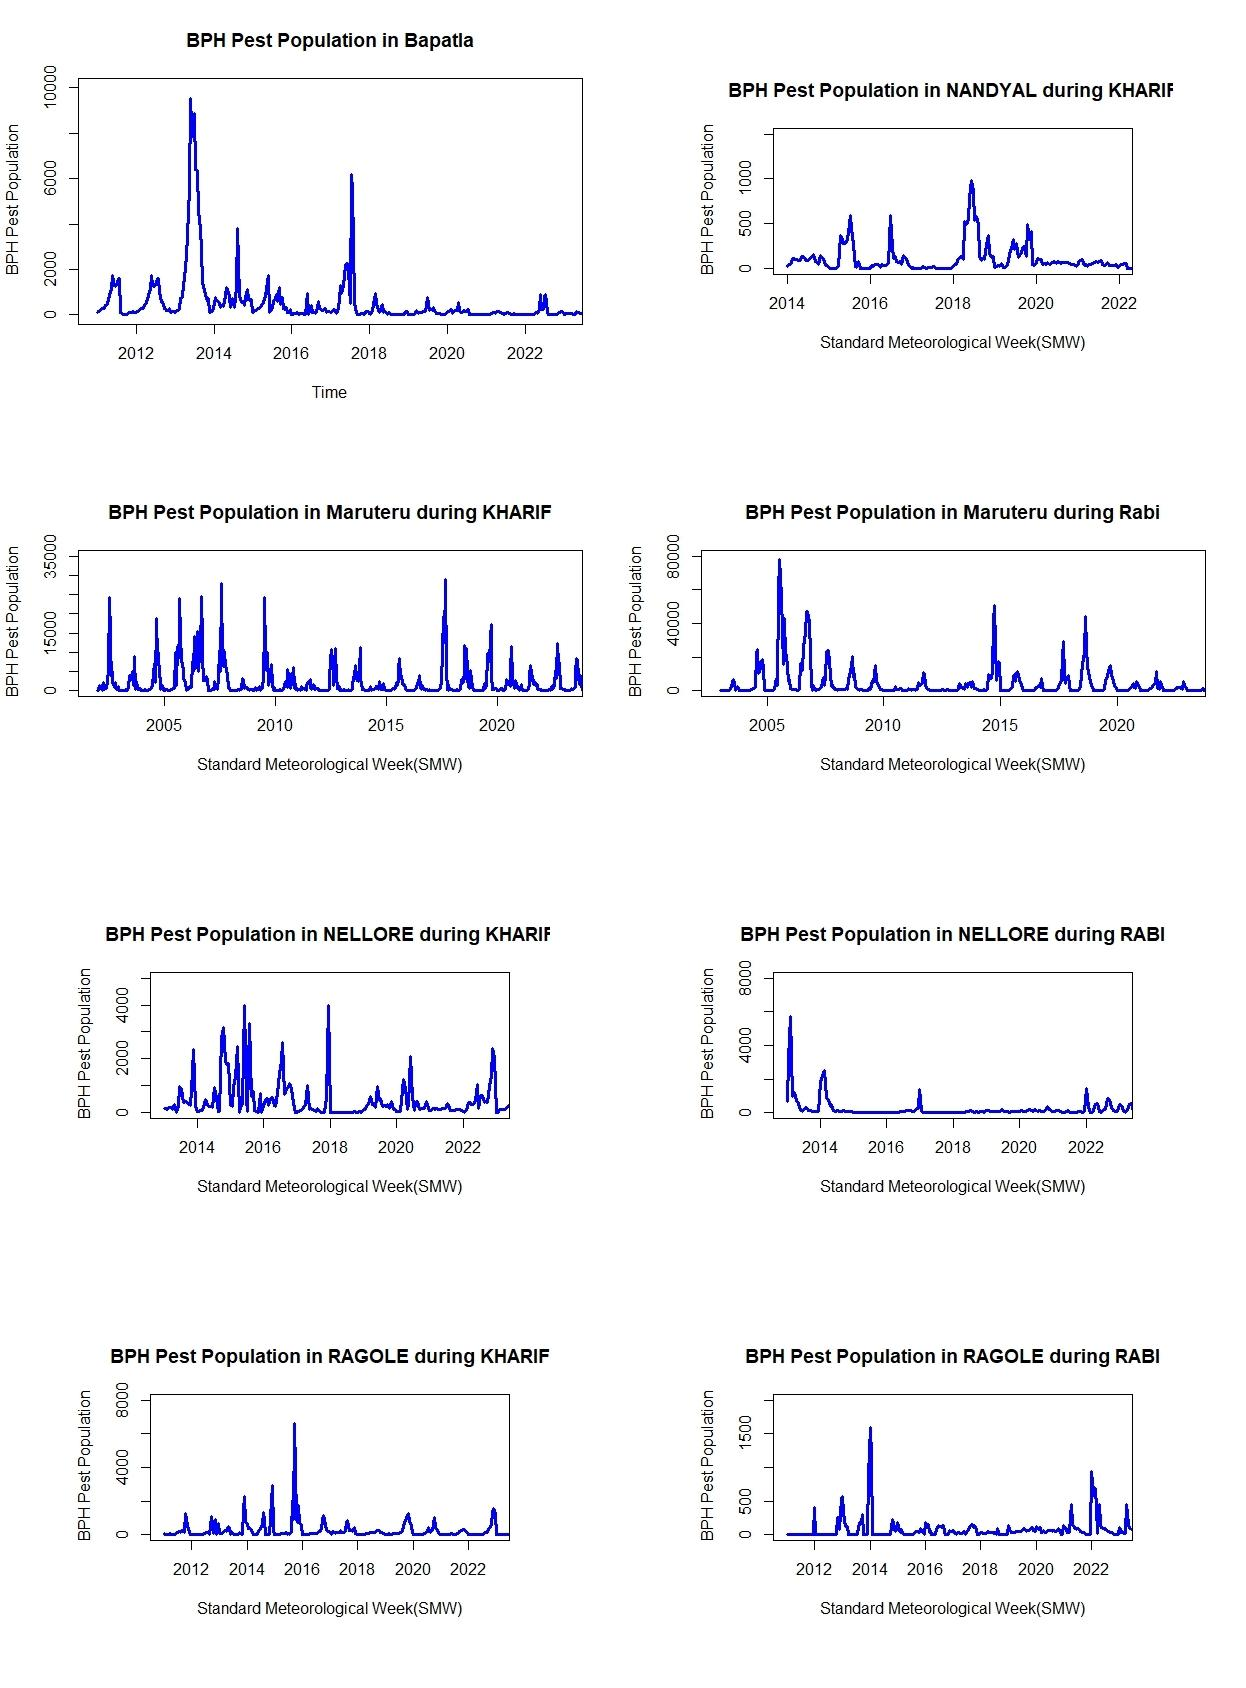 BPH Pest Population in Bapatla
BPH Pest Population
10000
6000
2000
0
2012 2014 2016 2018 2020 2022
Time
BPH Pest Population in NANDYAL during KHARIF
BPH Pest Population
1000
500
0
2014 2016 2018 2020 2022
Standard Meteorological Week(SMW)
BPH Pest Population in Maruteru during KHARIF
BPH Pest Population
35000
15000
0
2005 2010 2015 2020
Standard Meteorological Week(SMW)
BPH Pest Population in Maruteru during Rabi
BPH Pest Population
80000
40000
0
2005 2010 2015 2020
Standard Meteorological Week(SMW)
BPH Pest Population in NELLORE during KHARIF
BPH Pest Population
4000
2000
0
2014 2016 2018 2020 2022
Standard Meteorological Week(SMW)
BPH Pest Population in NELLORE during RABI
BPH Pest Population
8000
4000
0
2014 2016 2018 2020 2022
Standard Meteorological Week(SMW)
BPH Pest Population in RAGOLE during KHARIF
BPH Pest Population
8000
4000
0
2012 2014 2016 2018 2020 2022
Standard Meteorological Week(SMW)
BPH Pest Population in RAGOLE during RABI
BPH Pest Population
1500
500
0
2012 2014 2016 2018 2020 2022
Standard Meteorological Week(SMW)